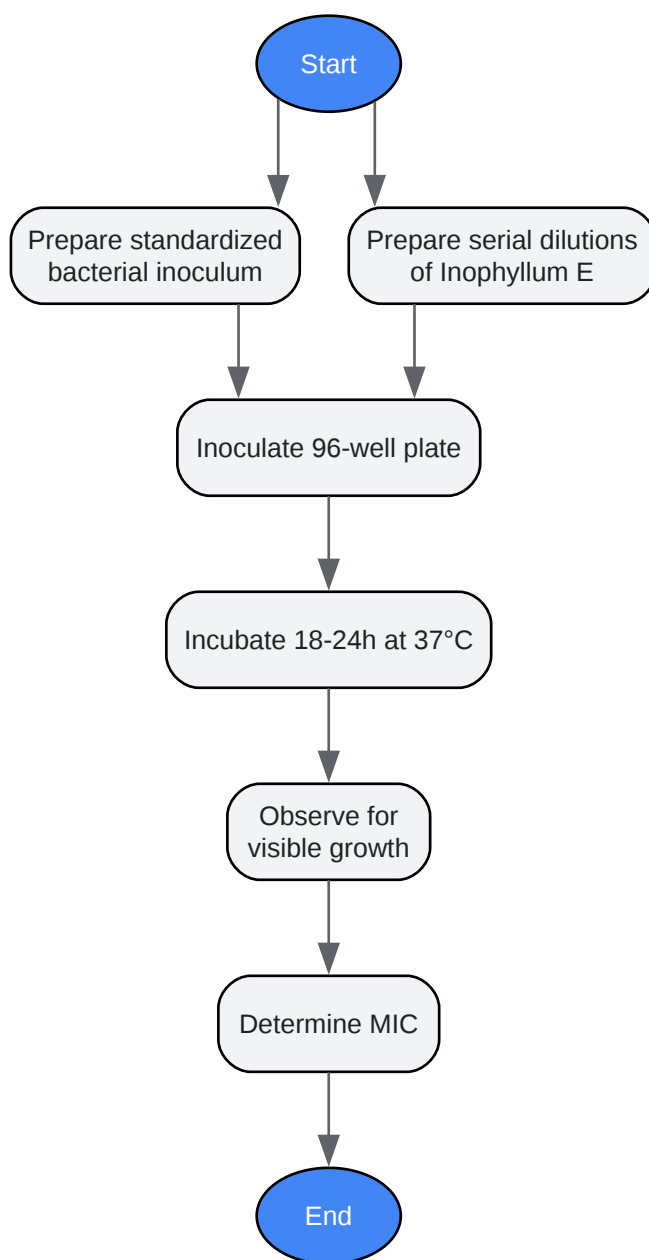 Start
Prepare standardized
bacterial inoculum
Prepare serial dilutions
of Inophyllum E
Inoculate 96-well plate
Incubate 18-24h at 37°C
Observe for
visible growth
Determine MIC
End